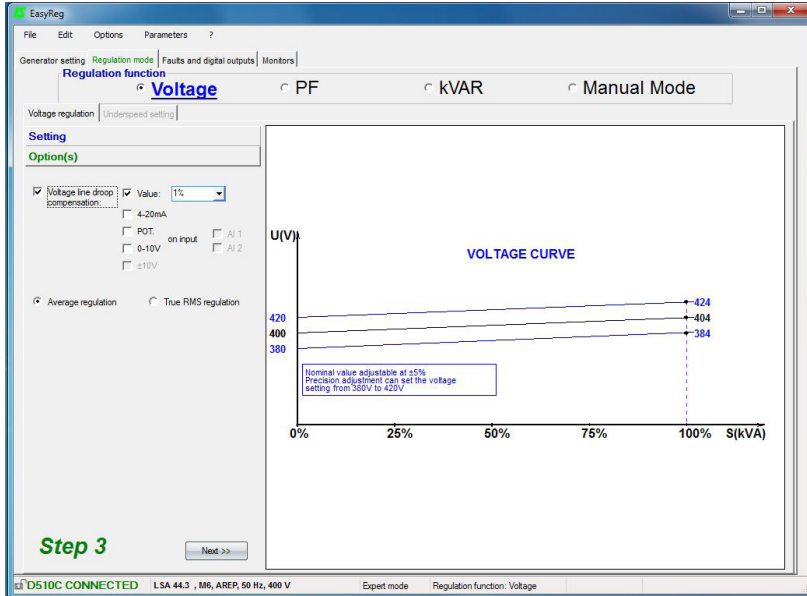 EasyReg
File Edit Options Parameters ?
Generator setting Regulation mode Faults and digital outputs Monitors
Regulation function
Voltage PF kVAR Manual Mode
Voltage regulation Underspeed setting
Setting
Option(s)
Voltage line droop compensation: Value: 1%
4-20mA
POT. on input AI 1
0-10V AI 2
±10V
Average regulation True RMS regulation
U(V)
VOLTAGE CURVE
420 424
400 404
380 384
Nominal value adjustable at ±5%
Precision adjustment can set the voltage
setting from 380V to 420V
0% 25% 50% 75% 100% S(kVA)
Step 3 Next >>
D510C CONNECTED LSA 44.3 , M6, AREP, 50 Hz, 400 V Expert mode Regulation function: Voltage